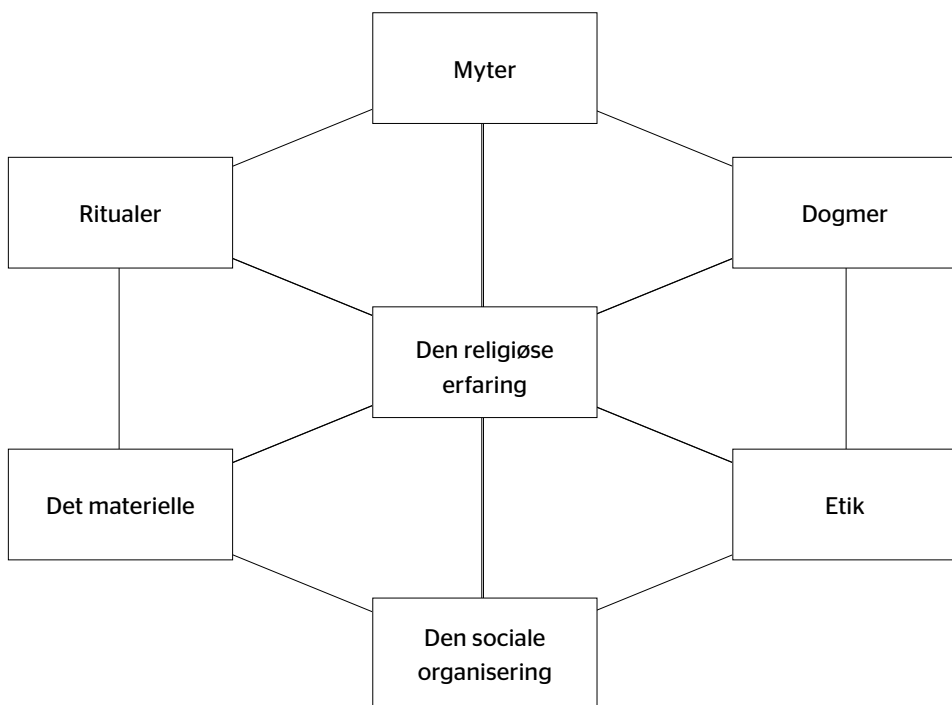 Myter
Ritualer
Dogmer
Den religiøse
erfaring
Det materielle
Etik
Den sociale
organisering